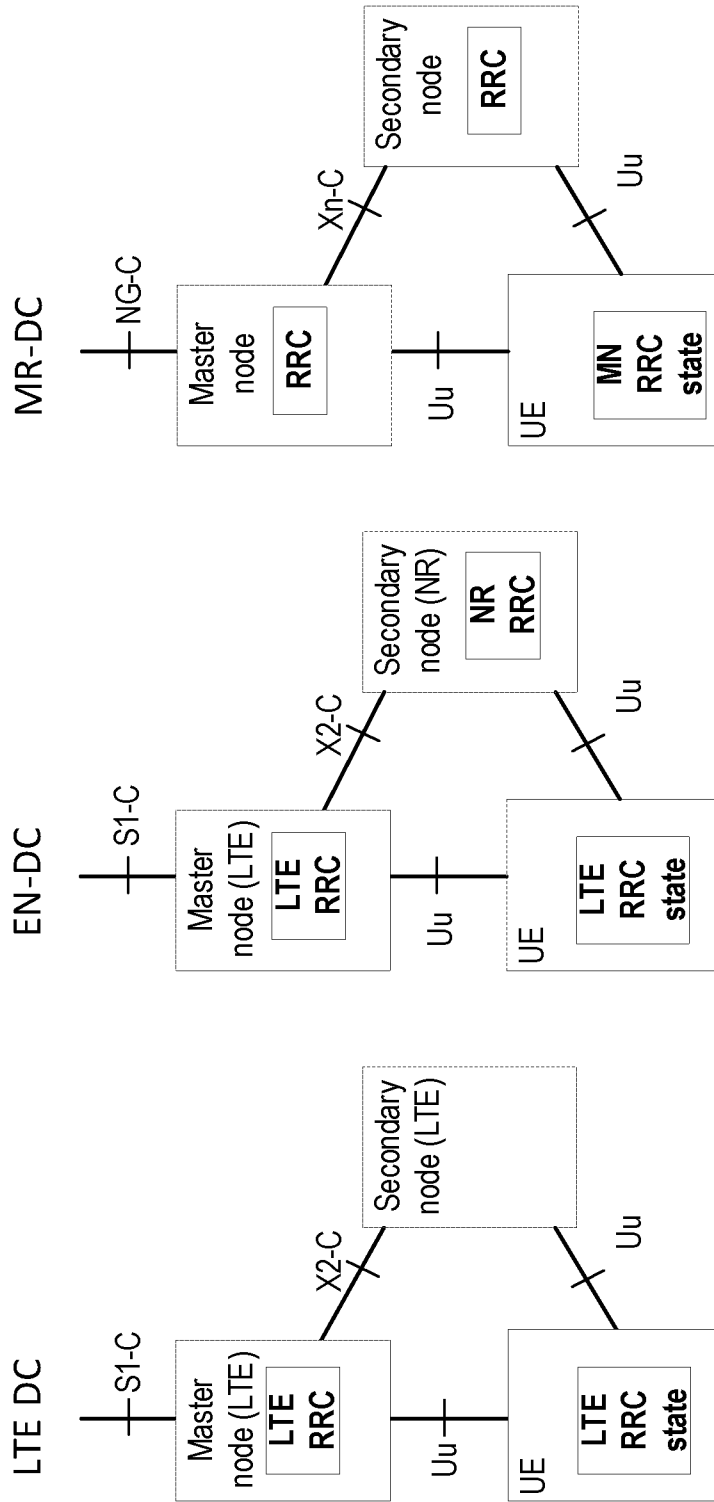 LTE DC
S1-C
Master
node (LTE)
LTE
RRC
X2-C
Secondary
node (LTE)
Uu
Uu
UE
LTE
RRC
state
EN-DC
S1-C
Master
node (LTE)
LTE
RRC
X2-C
Secondary
node (NR)
NR
RRC
Uu
Uu
UE
LTE
RRC
state
MR-DC
NG-C
Master
node
RRC
Xn-C
Secondary
node
RRC
Uu
Uu
UE
MN
RRC
state